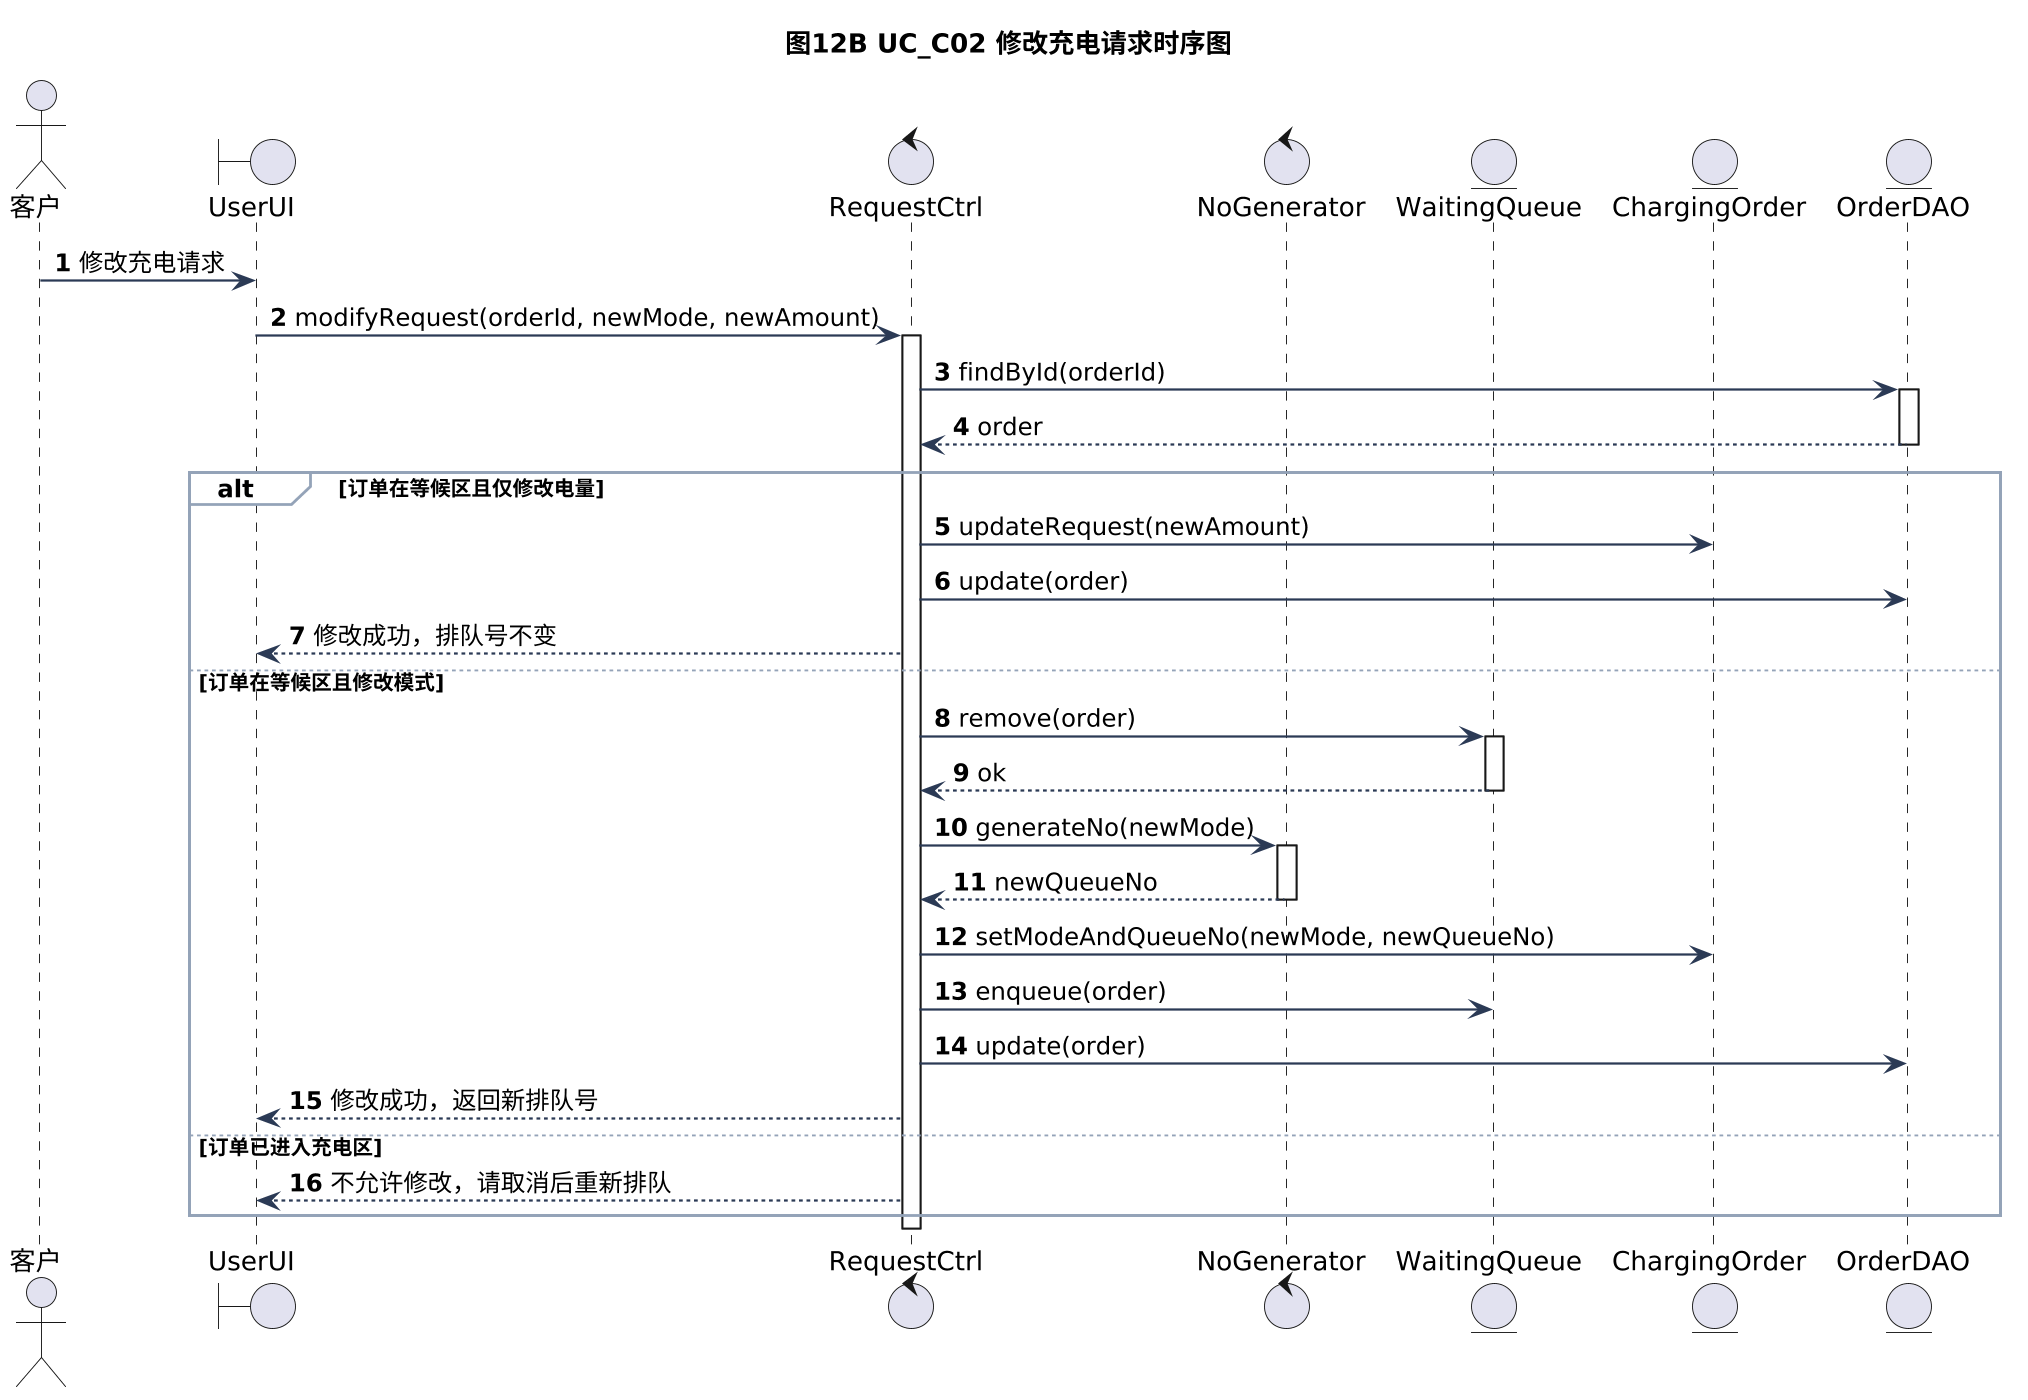 图12B UC_C02 修改充电请求时序图
客户
UserUI
RequestCtrl
NoGenerator
WaitingQueue
ChargingOrder
OrderDAO
1 修改充电请求
2 modifyRequest(orderId, newMode, newAmount)
3 findById(orderId)
4 order
alt [订单在等候区且仅修改电量]
5 updateRequest(newAmount)
6 update(order)
7 修改成功，排队号不变
[订单在等候区且修改模式]
8 remove(order)
9 ok
10 generateNo(newMode)
11 newQueueNo
12 setModeAndQueueNo(newMode, newQueueNo)
13 enqueue(order)
14 update(order)
15 修改成功，返回新排队号
[订单已进入充电区]
16 不允许修改，请取消后重新排队
客户
UserUI
RequestCtrl
NoGenerator
WaitingQueue
ChargingOrder
OrderDAO